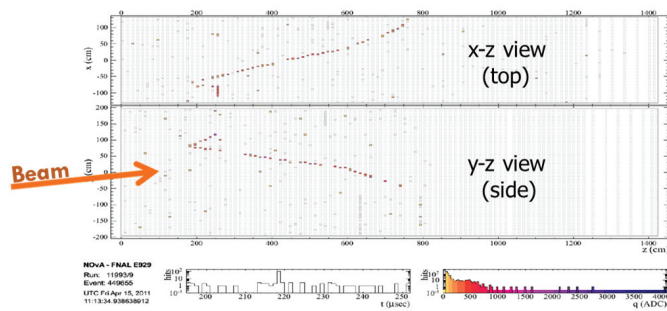 0 200 400 600 800 1000 1200 1400
x (cm)
100
50
0
-50
-100
x-z view
(top)
200
150
100
50
0
-50
-100
-150
-200
(cm)
Beam
y-z view
(side)
0 200 400 600 800 1000 1200 1400
z (cm)
NOvA - FNAL E929
Run: 11993/9
Event: 449655
UTC Fri Apr 15, 2011
11:13:34.938638912
hits
10²
10
1
10⁻¹
200 210 220 230 240 250
t (μsec)
hits
10²
10
1
10⁻¹
0 500 1000 1500 2000 2500 3000 3500 4000
q (ADC)